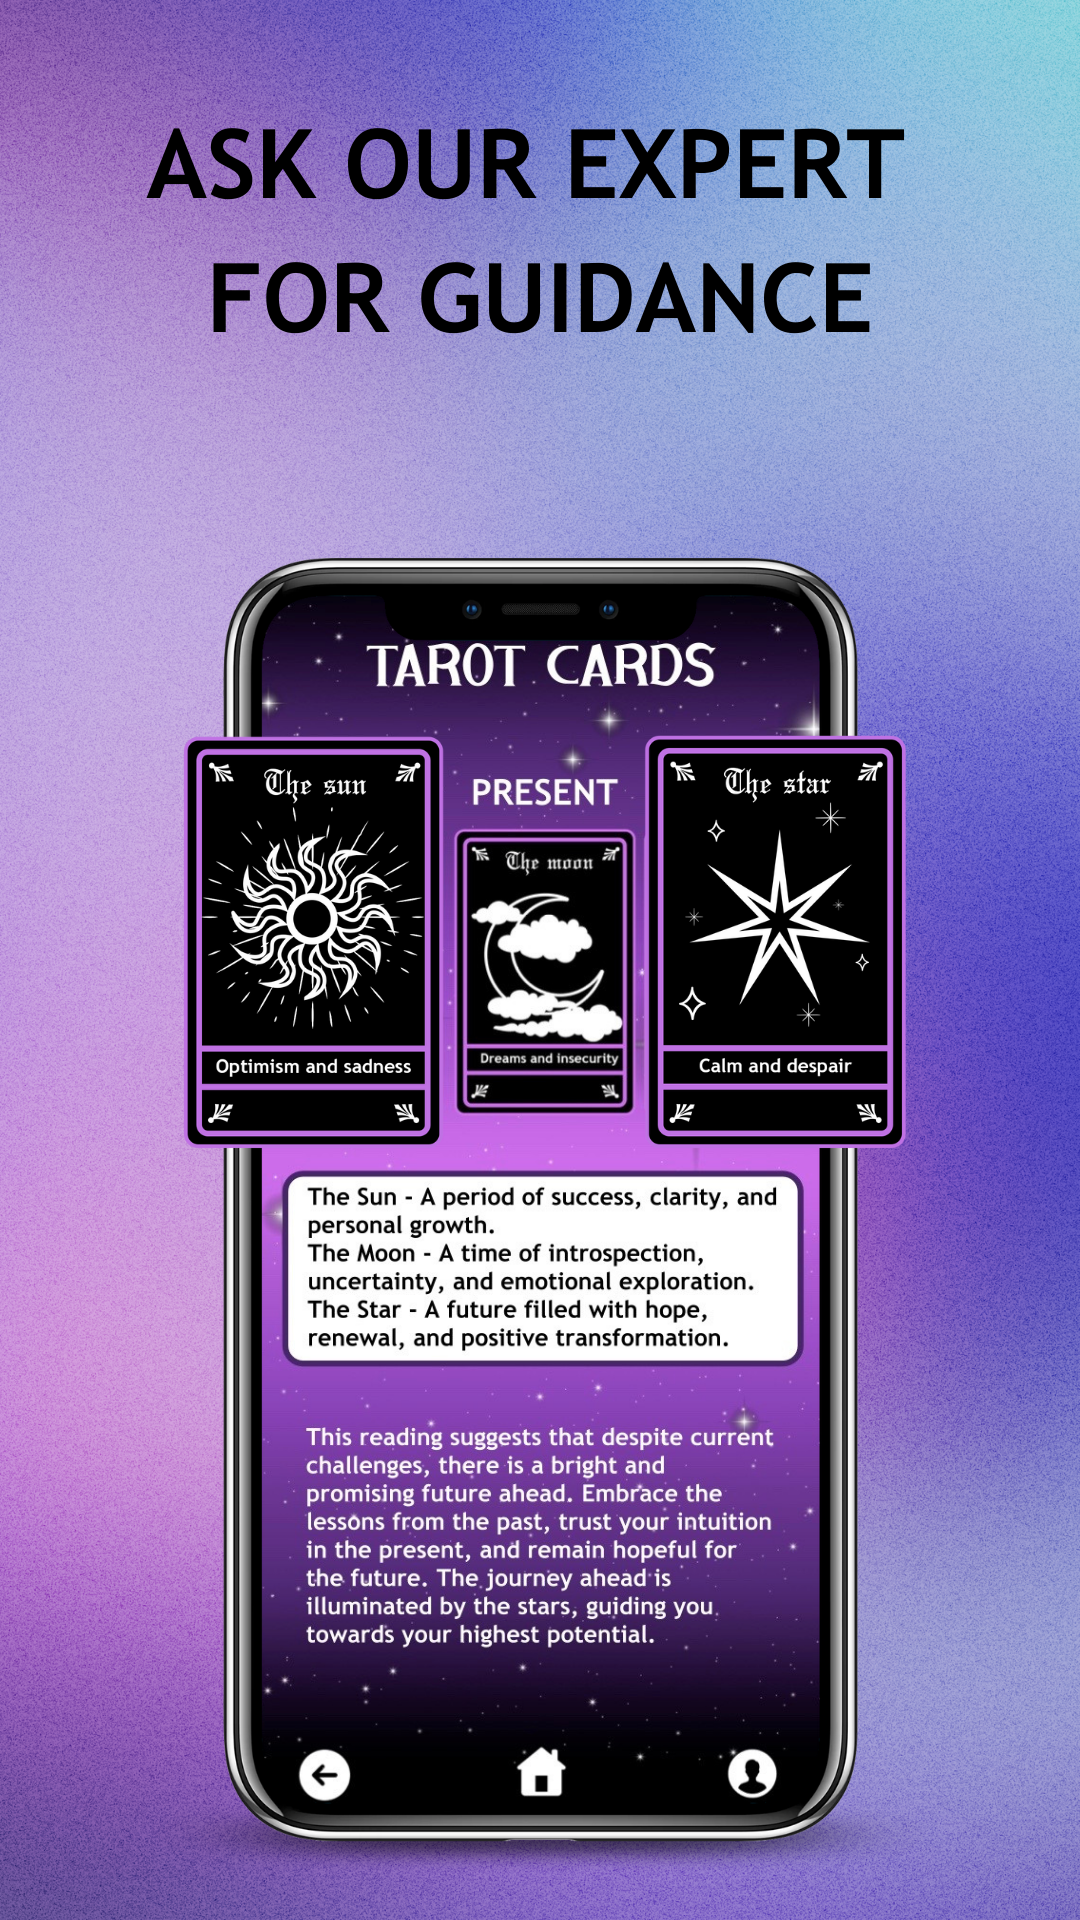 ASK OUR EXPERT
FOR GUIDANCE
TAROT CARDS
The sun
Optimism and sadness
PRESENT
The moon
Dreams and insecurity
The star
Calm and despair
The Sun - A period of success, clarity, and
personal growth.
The Moon - A time of introspection,
uncertainty, and emotional exploration.
The Star - A future filled with hope,
renewal, and positive transformation.
This reading suggests that despite current
challenges, there is a bright and
promising future ahead. Embrace the
lessons from the past, trust your intuition
in the present, and remain hopeful for
the future. The journey ahead is
illuminated by the stars, guiding you
towards your highest potential.